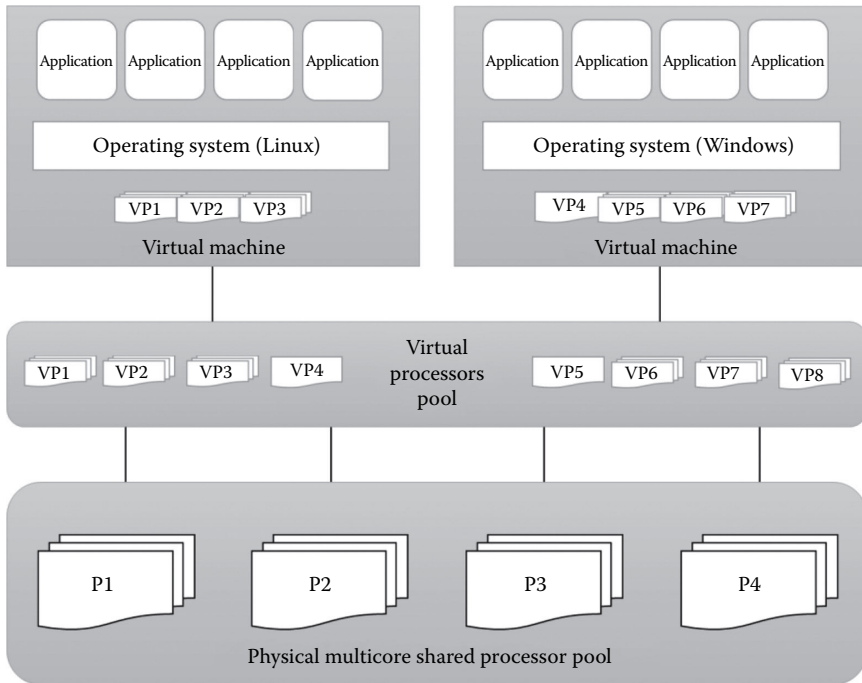 Application Application Application Application
Operating system (Linux)
VP1 VP2 VP3
Virtual machine
Application Application Application Application
Operating system (Windows)
VP4 VP5 VP6 VP7
Virtual machine
VP1 VP2 VP3 VP4
Virtual
processors
pool
VP5 VP6 VP7 VP8
P1 P2 P3 P4
Physical multicore shared processor pool